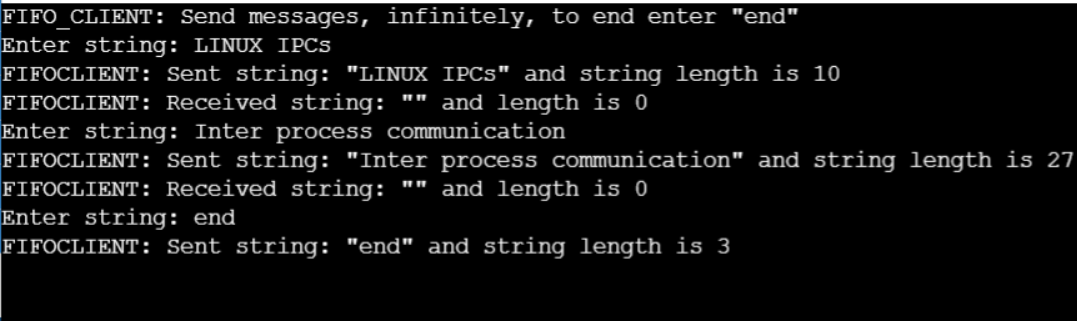 FIFO_CLIENT: Send messages, infinitely, to end enter "end"
Enter string: LINUX IPCs
FIFOCLIENT: Sent string: "LINUX IPCs" and string length is 10
FIFOCLIENT: Received string: "" and length is 0
Enter string: Inter process communication
FIFOCLIENT: Sent string: "Inter process communication" and string length is 27
FIFOCLIENT: Received string: "" and length is 0
Enter string: end
FIFOCLIENT: Sent string: "end" and string length is 3